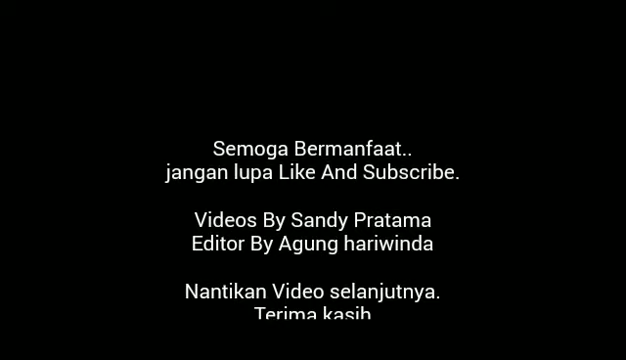 Semoga Bermanfaat..
jangan lupa Like And Subscribe.
Videos By Sandy Pratama
Editor By Agung hariwinda
Nantikan Video selanjutnya.
Terima kasih